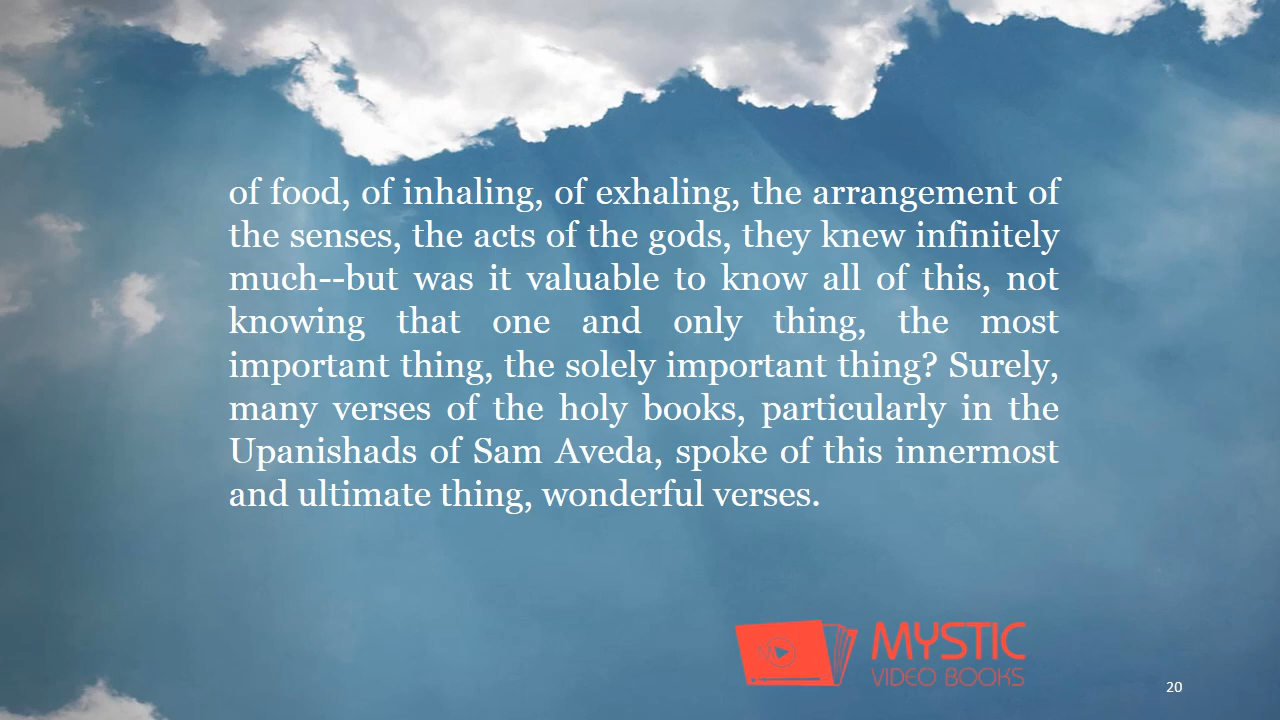 of food, of inhaling, of exhaling, the arrangement of
the senses, the acts of the gods, they knew infinitely
much--but was it valuable to know all of this, not
knowing that one and only thing, the most
important thing, the solely important thing? Surely,
many verses of the holy books, particularly in the
Upanishads of Sam Aveda, spoke of this innermost
and ultimate thing, wonderful verses.
MYSTIC
VIDEO BOOKS
20